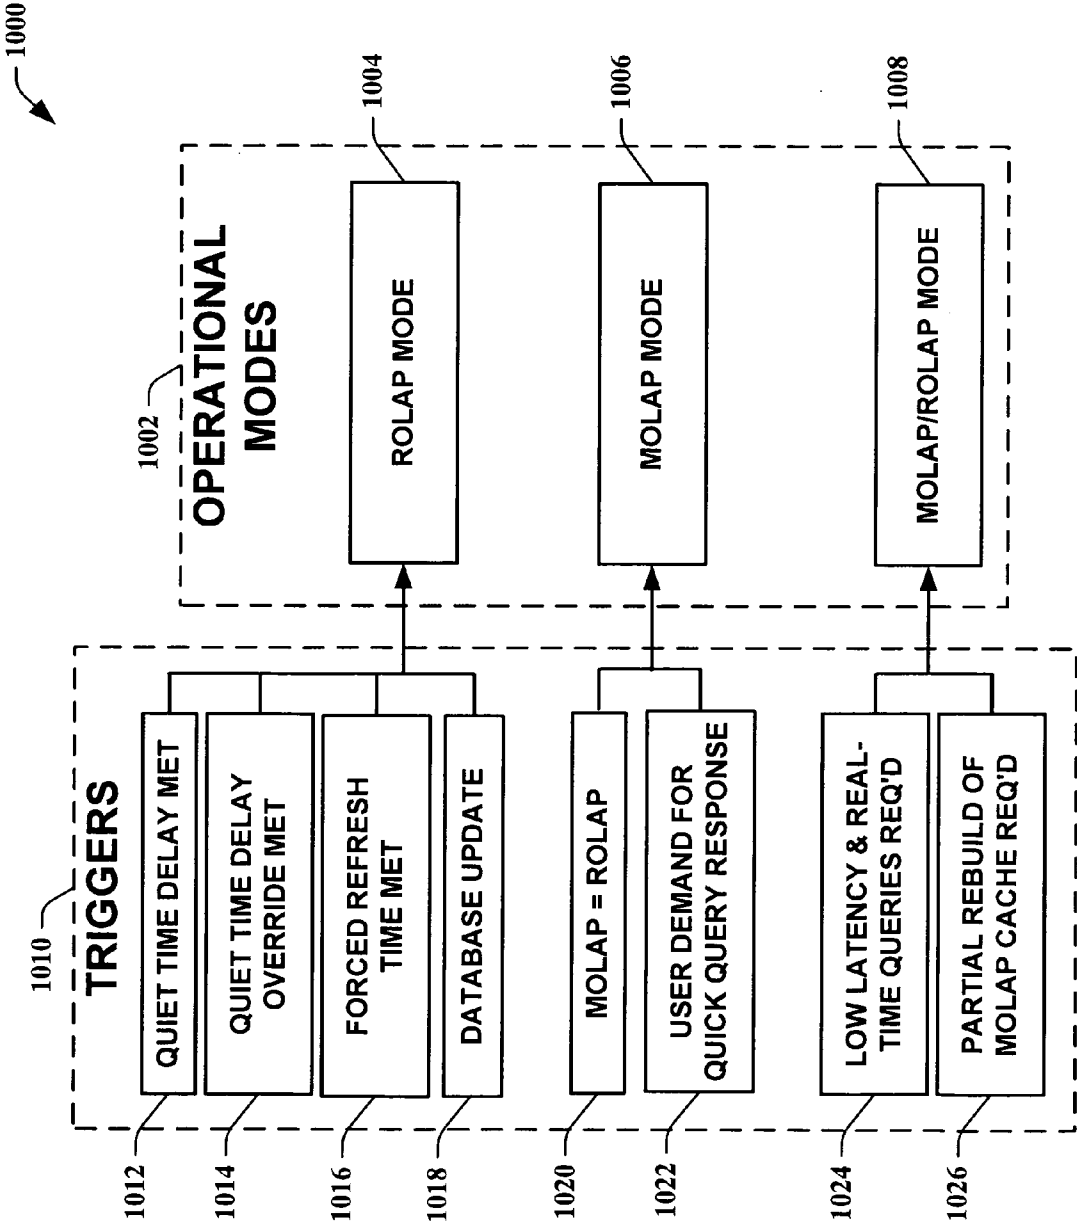 1000
1010
TRIGGERS
1012
QUIET TIME DELAY MET
1014
QUIET TIME DELAY
OVERRIDE MET
1016
FORCED REFRESH
TIME MET
1018
DATABASE UPDATE
1020
MOLAP = ROLAP
1022
USER DEMAND FOR
QUICK QUERY RESPONSE
1024
LOW LATENCY & REAL-
TIME QUERIES REQ'D
1026
PARTIAL REBUILD OF
MOLAP CACHE REQ'D
1002
OPERATIONAL
MODES
1004
ROLAP MODE
1006
MOLAP MODE
1008
MOLAP/ROLAP MODE